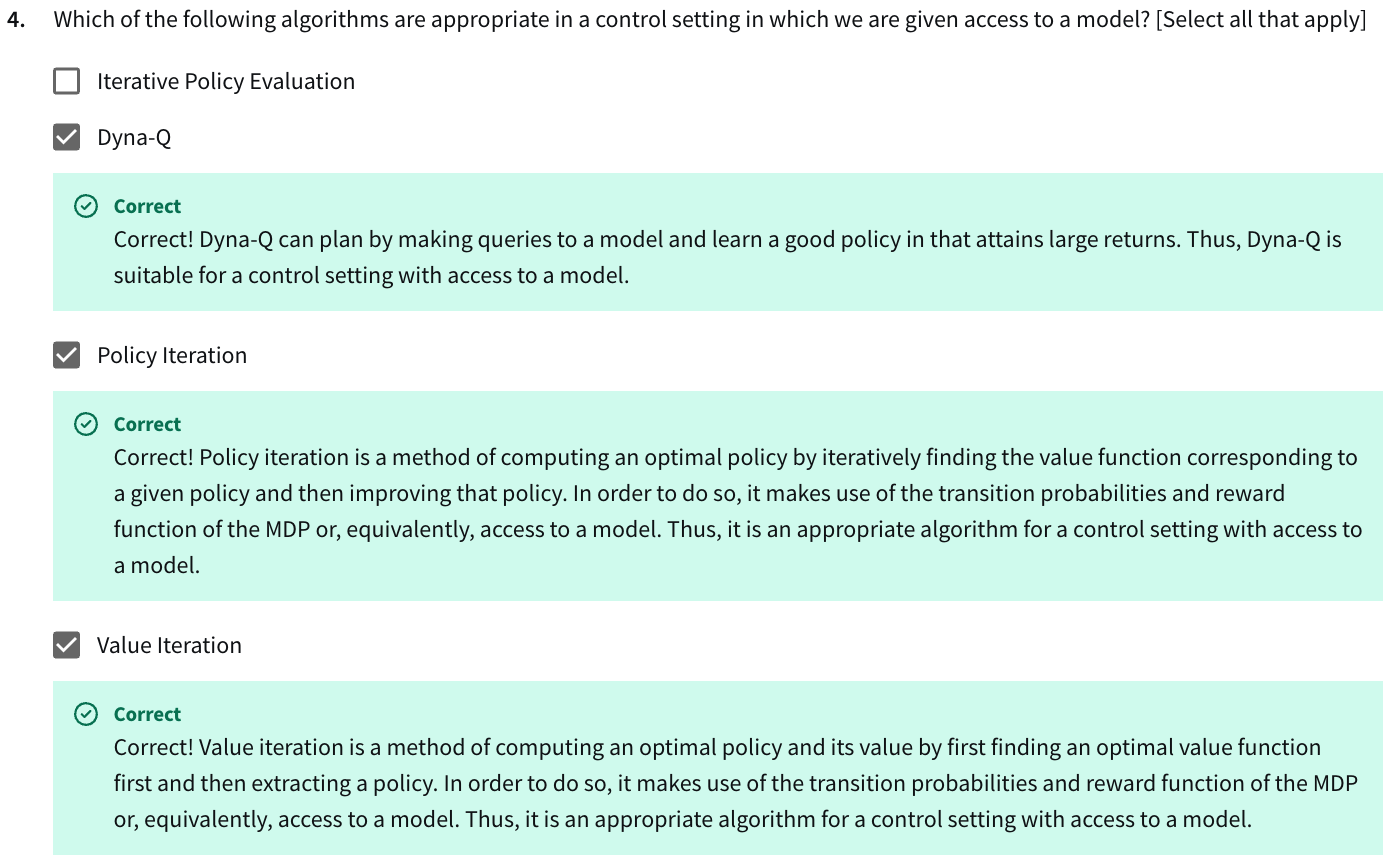 4. Which of the following algorithms are appropriate in a control setting in which we are given access to a model? [Select all that apply]
Iterative Policy Evaluation
Dyna-Q
Correct
Correct! Dyna-Q can plan by making queries to a model and learn a good policy in that attains large returns. Thus, Dyna-Q is
suitable for a control setting with access to a model.
Policy Iteration
Correct
Correct! Policy iteration is a method of computing an optimal policy by iteratively finding the value function corresponding to
a given policy and then improving that policy. In order to do so, it makes use of the transition probabilities and reward
function of the MDP or, equivalently, access to a model. Thus, it is an appropriate algorithm for a control setting with access to
a model.
Value Iteration
Correct
Correct! Value iteration is a method of computing an optimal policy and its value by first finding an optimal value function
first and then extracting a policy. In order to do so, it makes use of the transition probabilities and reward function of the MDP
or, equivalently, access to a model. Thus, it is an appropriate algorithm for a control setting with access to a model.